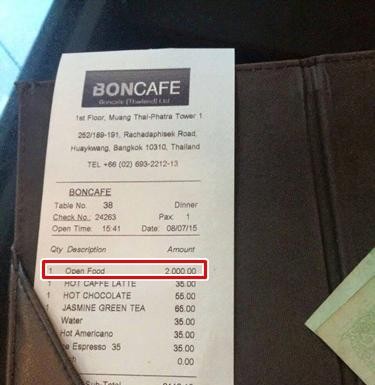 BONCAFE
Boncafe (Thailand) Ltd
1st Floor, Muang Thai-Phatra Tower 1
252/189-191, Rachadaphisek Road,
Huaykwang, Bangkok, 10310, Thailand
TEL +66 (02) 693-2212-13
BONCAFE
Table No. 38 Dinner
Check No.: 24263 Pax: 1
Open Time: 15:41 Date: 08/07/15
Qty Description Amount
1 Open Food 2,000.00
1 HOT CAFFE LATTE 35.00
1 HOT CHOCOLATE 55.00
1 JASMINE GREEN TEA 65.00
Water 35.00
Hot Americano 35.00
Espresso 35 35.00
0.00
Sub-Total